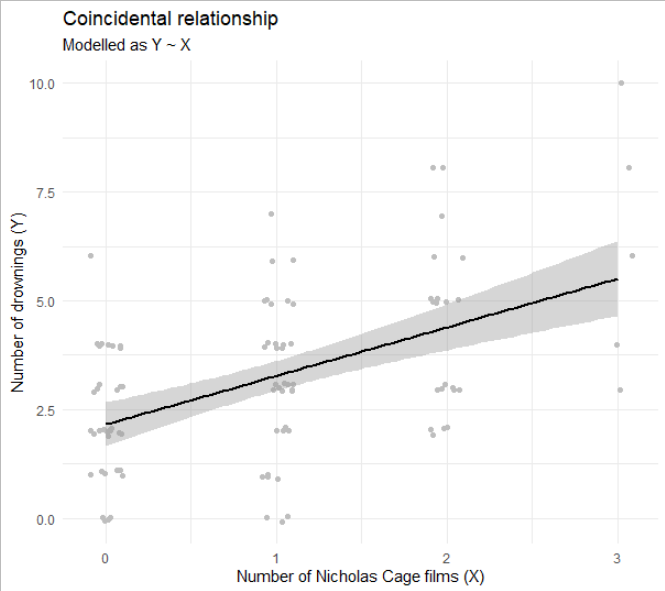 Coincidental relationship
Modelled as Y ~ X
Number of drownings (Y)
10.0
7.5
5.0
2.5
0.0
0 1 2 3
Number of Nicholas Cage films (X)